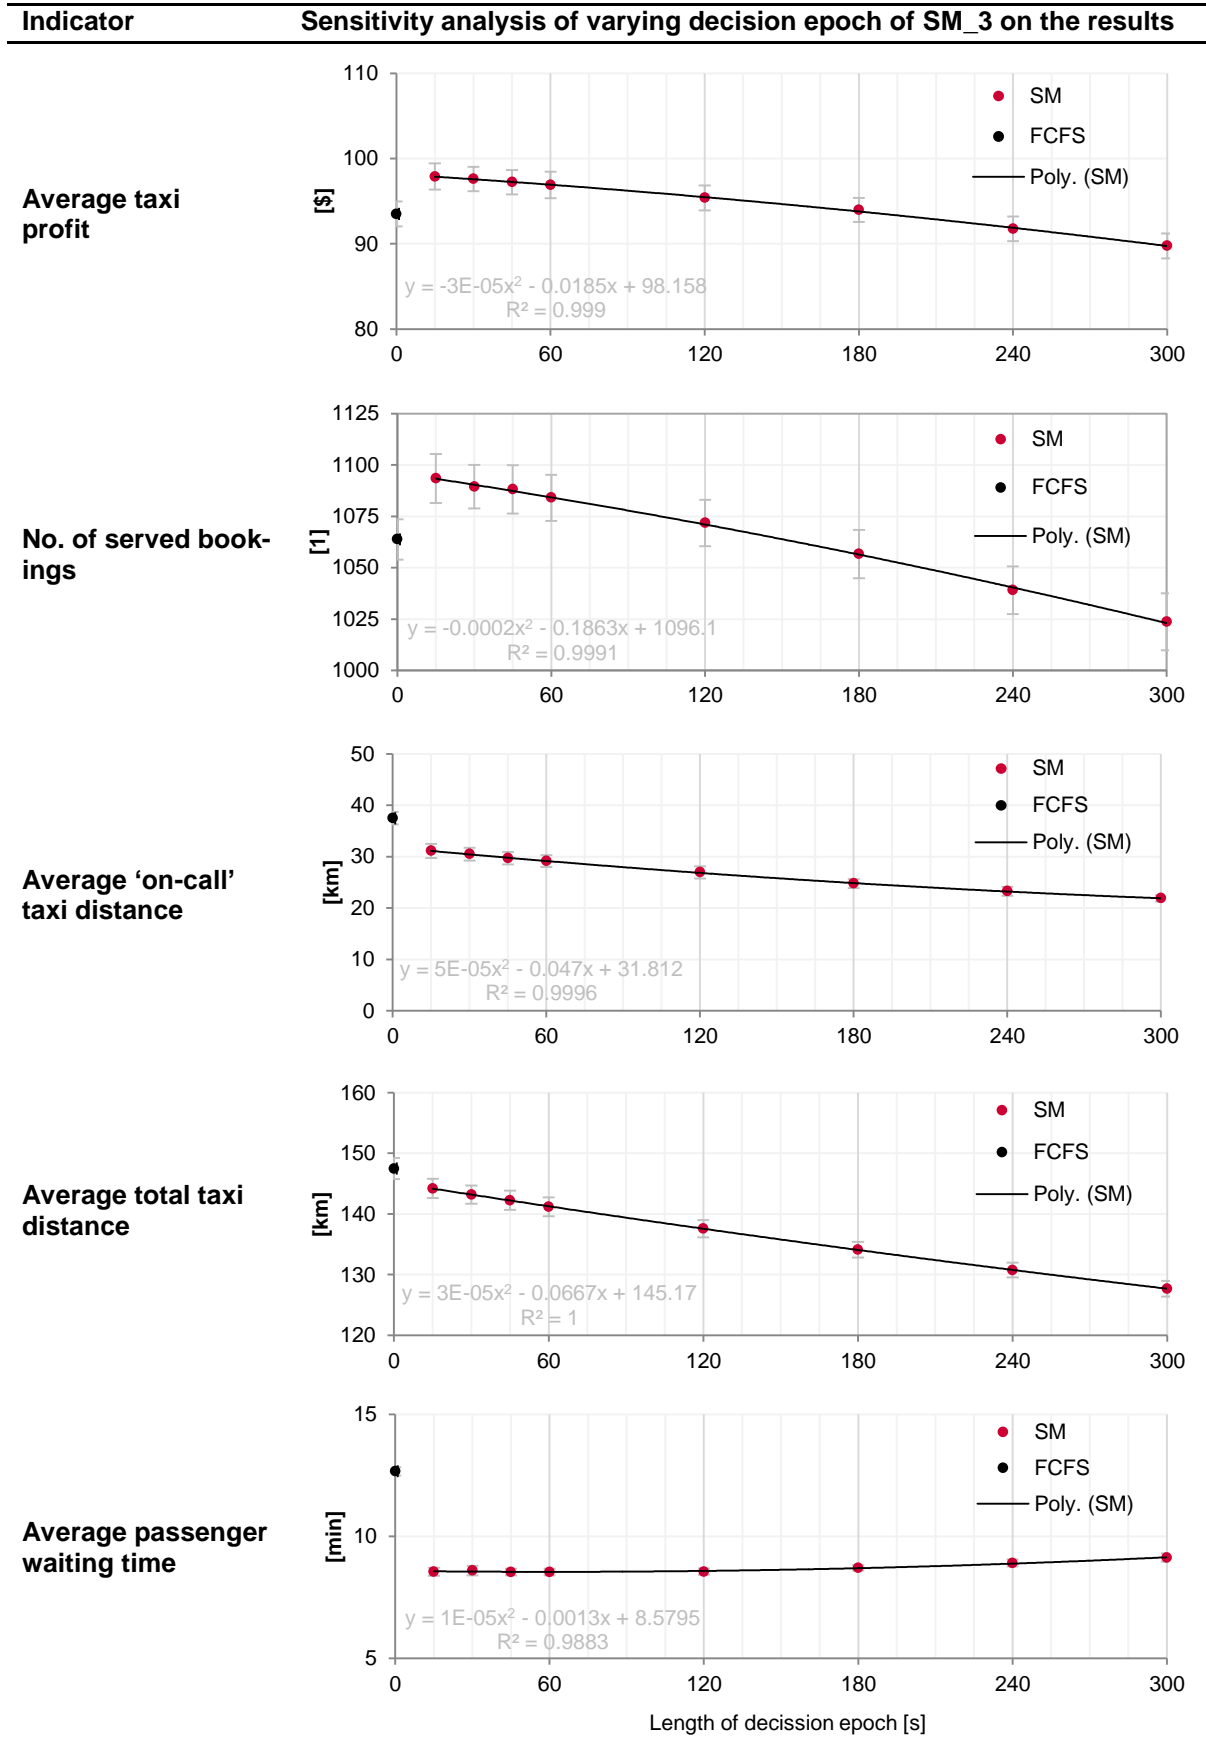 Indicator Sensitivity analysis of varying decision epoch of SM_3 on the results
Average taxi
profit
[$]
110
100
90
80
0 60 120 180 240 300
SM
FCFS
Poly. (SM)
y = -3E-05x² - 0.0185x + 98.158
R² = 0.999
No. of served book-
ings
[1]
1125
1100
1075
1050
1025
1000
0 60 120 180 240 300
SM
FCFS
Poly. (SM)
y = -0.0002x² - 0.1863x + 1096.1
R² = 0.9991
Average ‘on-call’
taxi distance
[km]
50
40
30
20
10
0
0 60 120 180 240 300
SM
FCFS
Poly. (SM)
y = 5E-05x² - 0.047x + 31.812
R² = 0.9996
Average total taxi
distance
[km]
160
150
140
130
120
0 60 120 180 240 300
SM
FCFS
Poly. (SM)
y = 3E-05x² - 0.0667x + 145.17
R² = 1
Average passenger
waiting time
[min]
15
10
5
0 60 120 180 240 300
SM
FCFS
Poly. (SM)
y = 1E-05x² - 0.0013x + 8.5795
R² = 0.9883
Length of decission epoch [s]